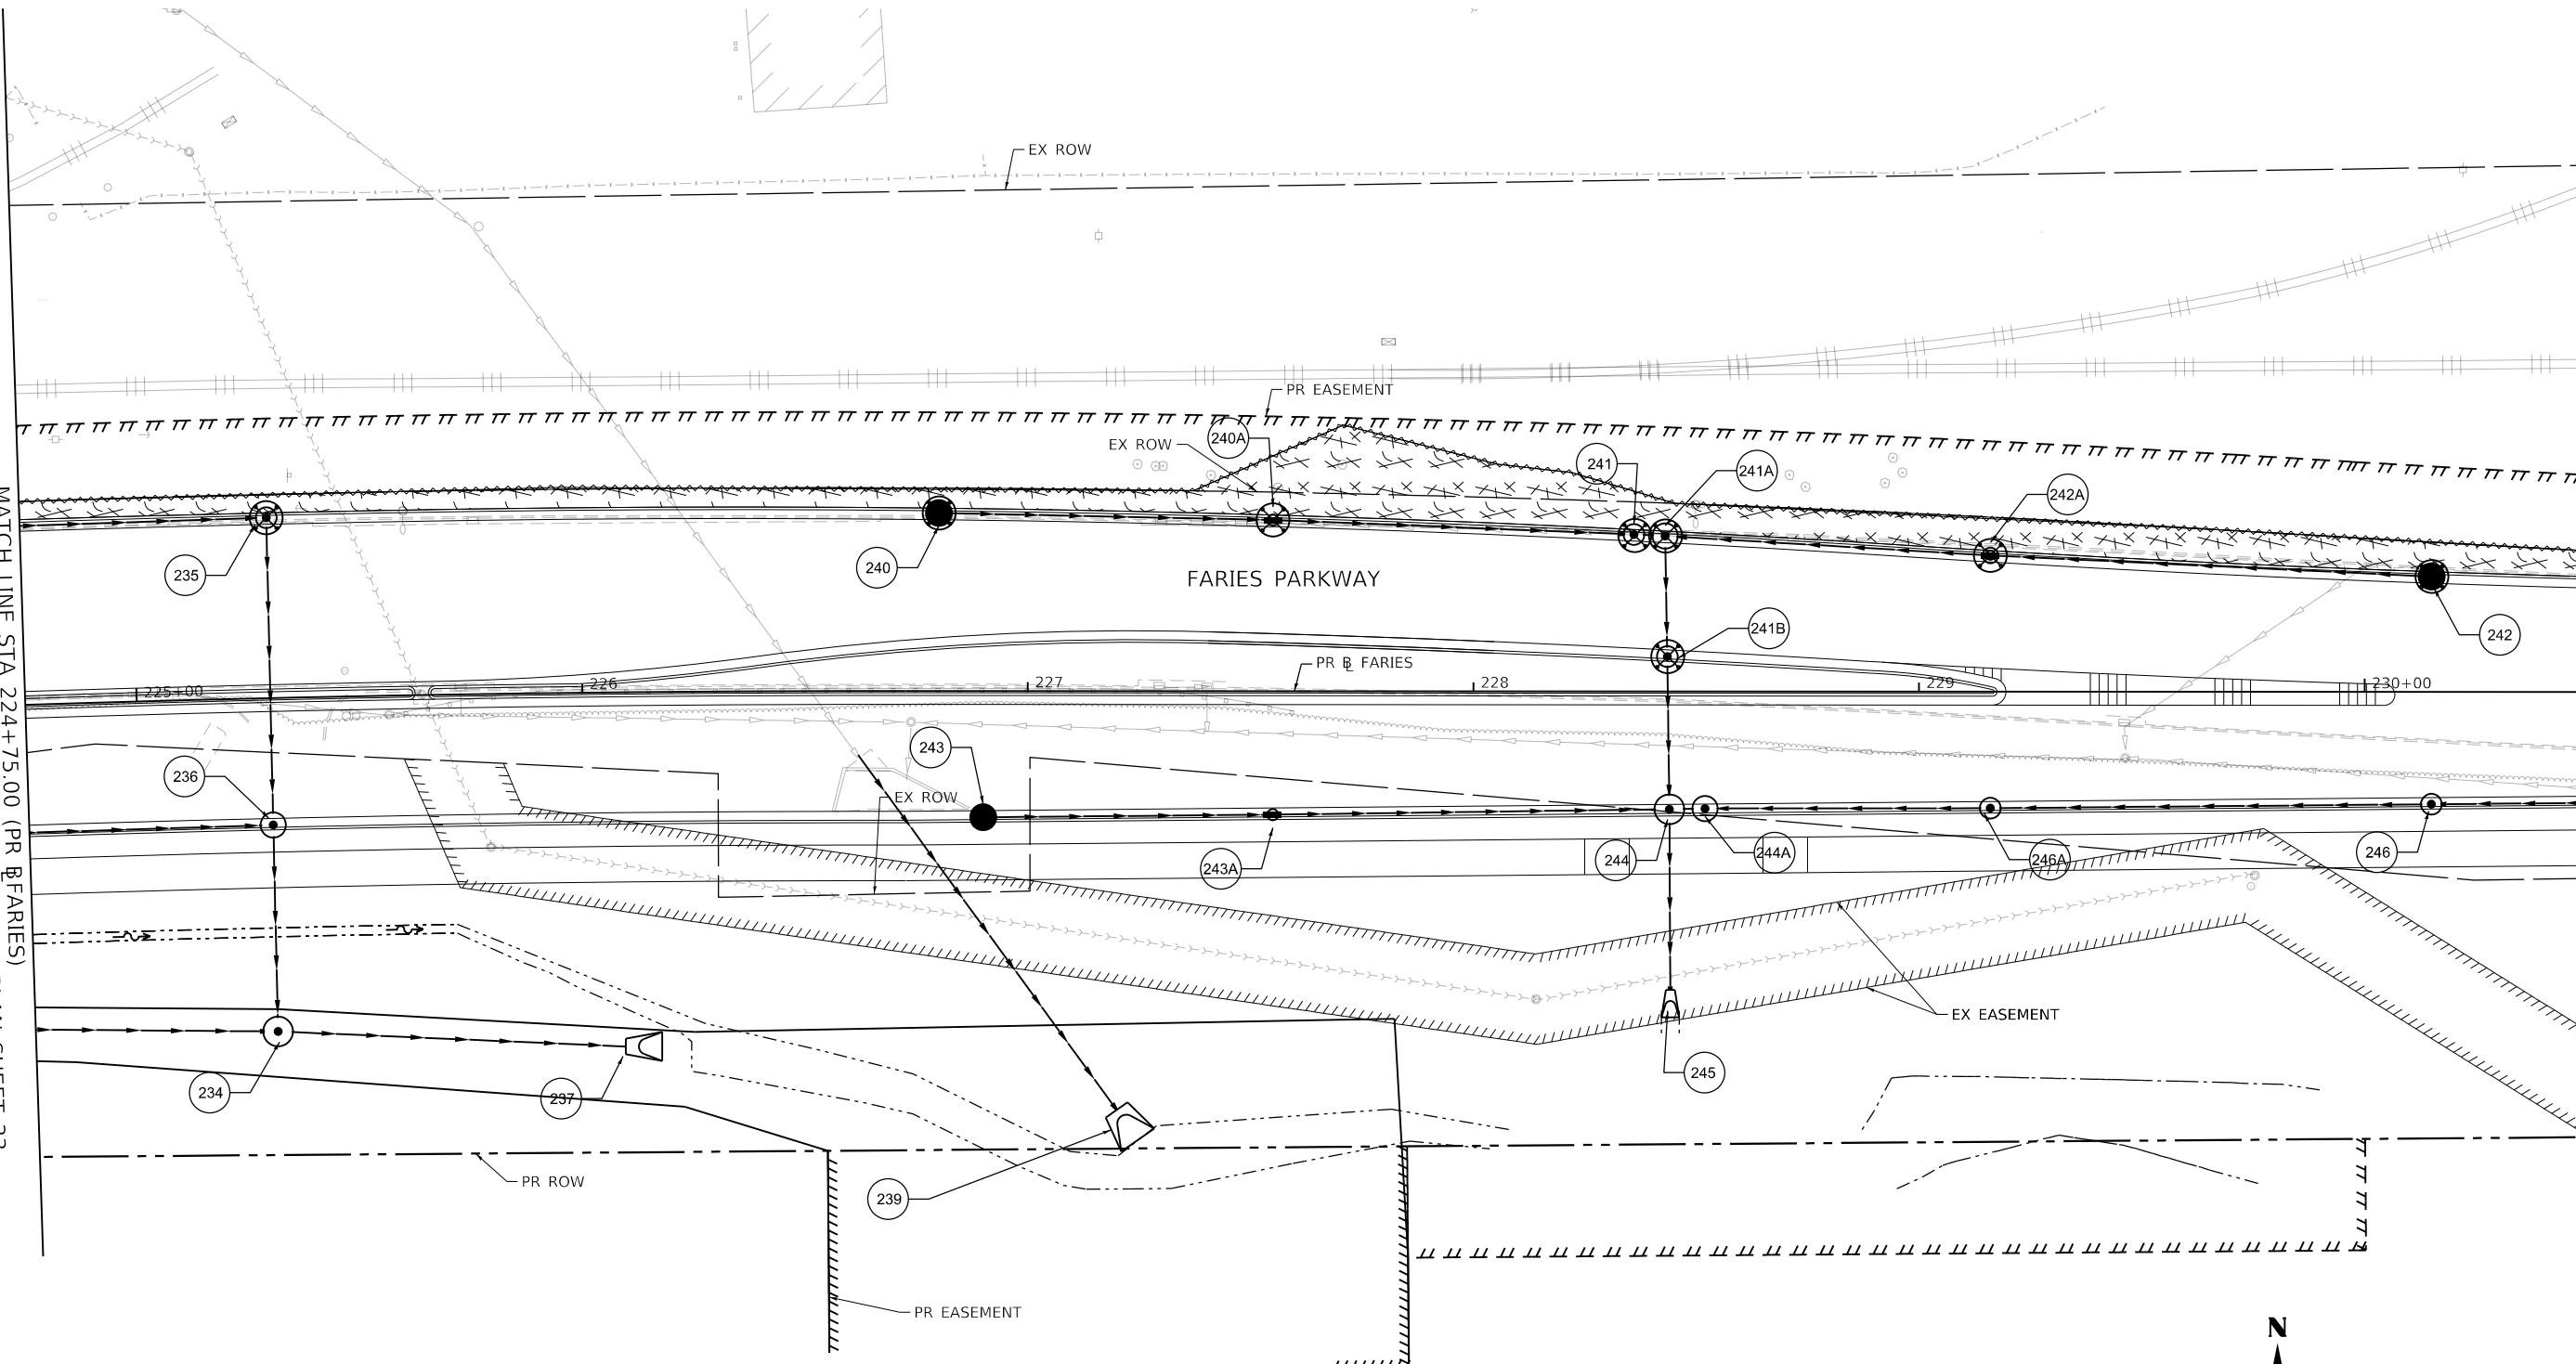 EX ROW
PR EASEMENT
EX ROW
240A
241
241A
242A
235
240
FARIES PARKWAY
241B
242
PR ℄ FARIES
225+00
226
227
228
229
230+00
243
236
EX ROW
243A
244
244A
246A
246
MATCH LINE STA 224+75.00 (PR ℄ FARIES)
EX EASEMENT
245
234
237
PR ROW
239
PR EASEMENT
N